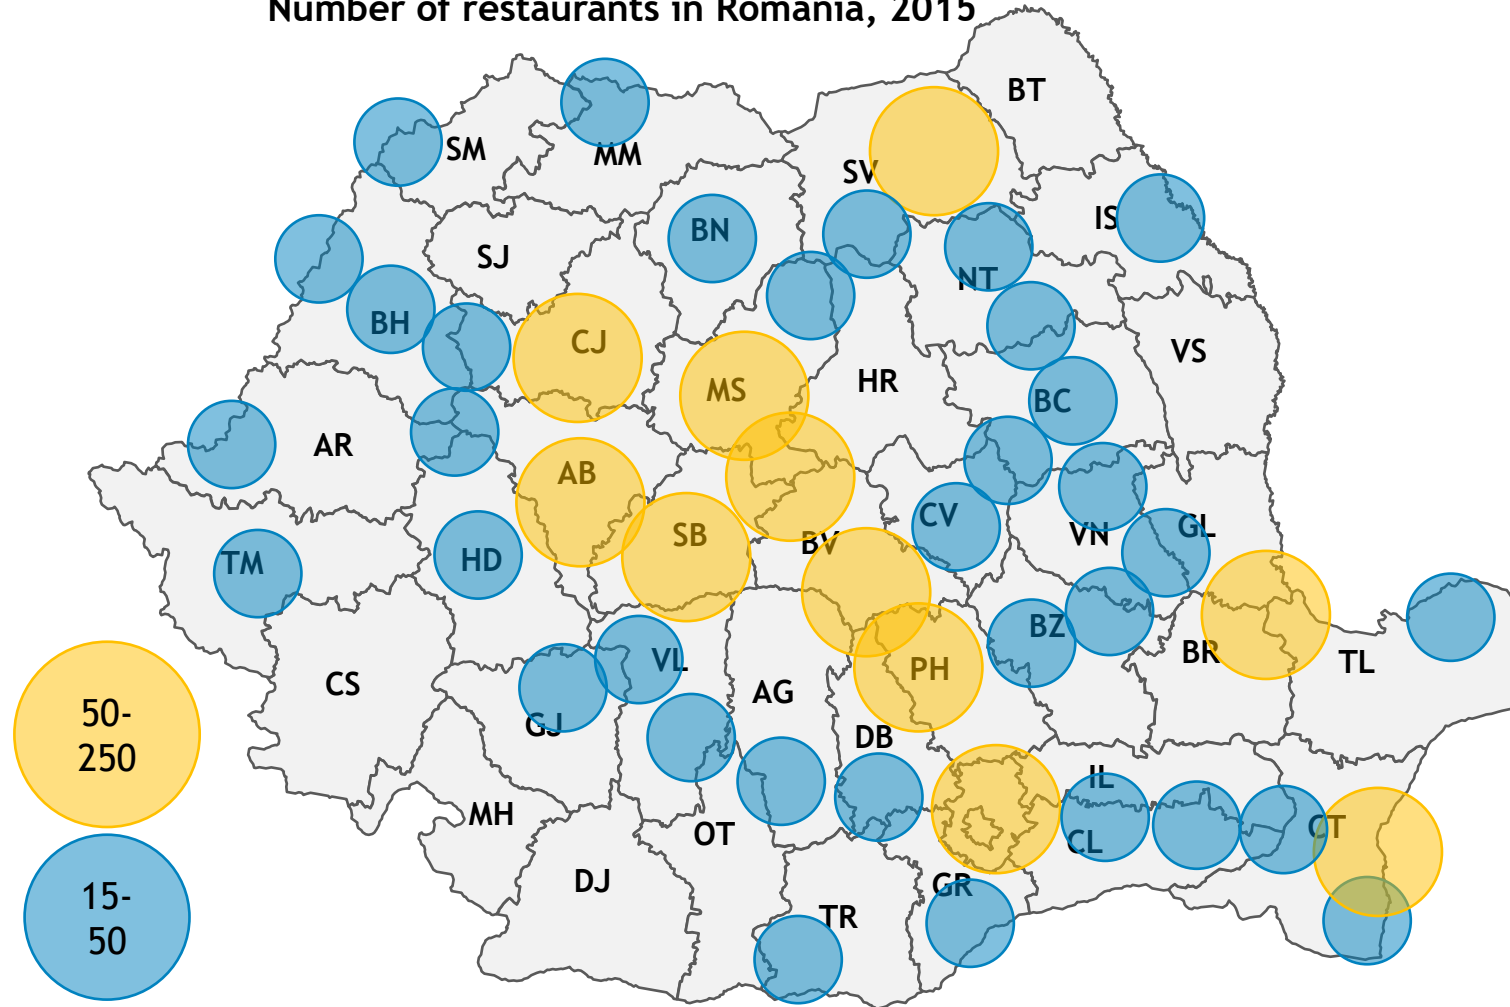 Number of restaurants in Romania, 2015
BT
SM
MM
SV
IS
BN
SJ
NT
BH
CJ
VS
MS
HR
BC
AR
AB
CV
SB
VN
GL
BV
HD
TM
BZ
BR
VL
TL
PH
CS
AG
GJ
50-
250
DB
IL
MH
CT
OT
CL
DJ
GR
15-
50
TR